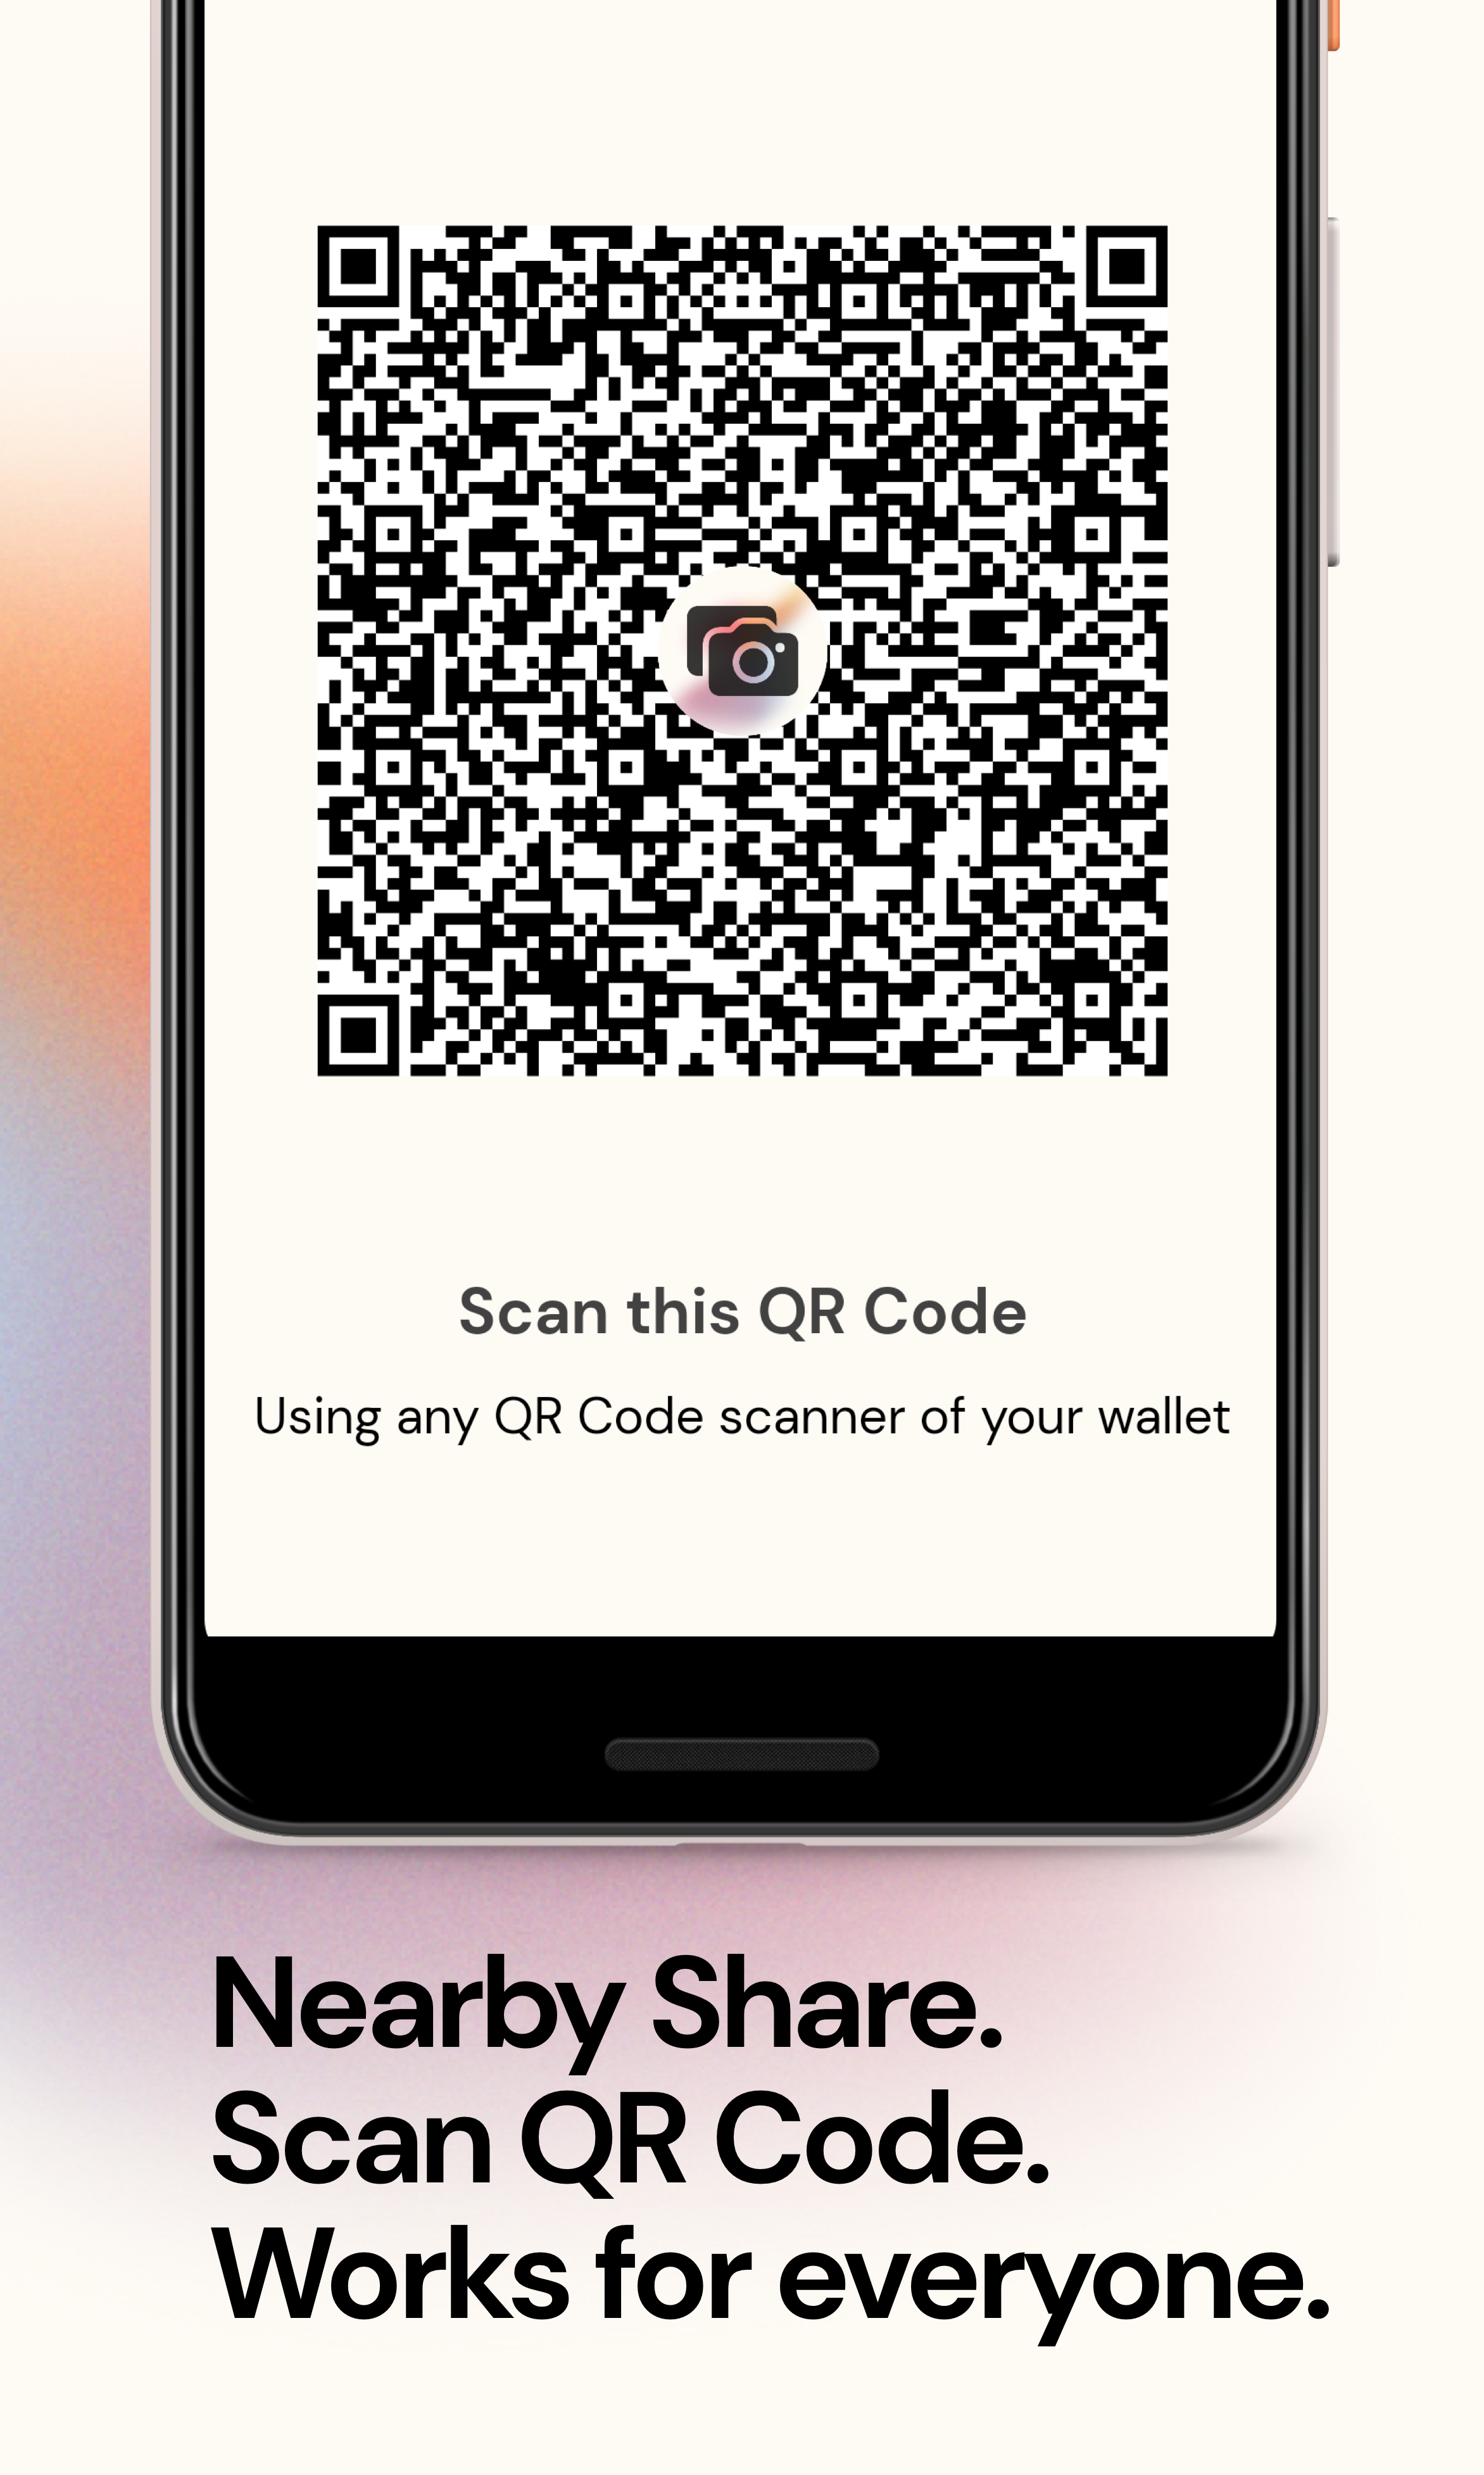 Scan this QR Code
Using any QR Code scanner of your wallet
Nearby Share.
Scan QR Code.
Works for everyone.